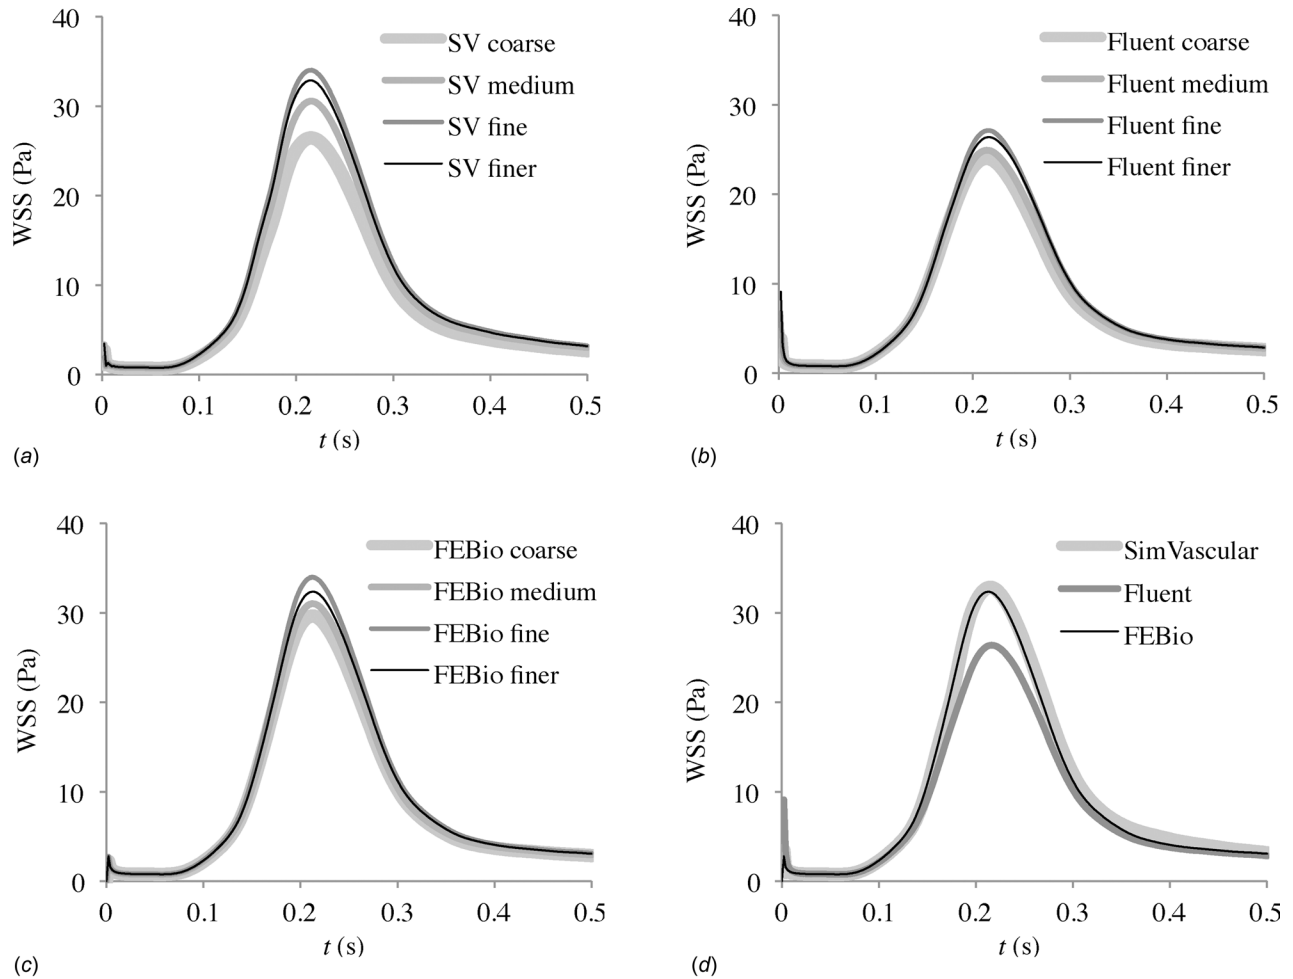 40
30
20
10
0
WSS (Pa)
0 0.1 0.2 0.3 0.4 0.5
t (s)
SV coarse
SV medium
SV fine
SV finer
(a)
40
30
20
10
0
WSS (Pa)
0 0.1 0.2 0.3 0.4 0.5
t (s)
Fluent coarse
Fluent medium
Fluent fine
Fluent finer
(b)
40
30
20
10
0
WSS (Pa)
0 0.1 0.2 0.3 0.4 0.5
t (s)
FEBio coarse
FEBio medium
FEBio fine
FEBio finer
(c)
40
30
20
10
0
WSS (Pa)
0 0.1 0.2 0.3 0.4 0.5
t (s)
SimVascular
Fluent
FEBio
(d)